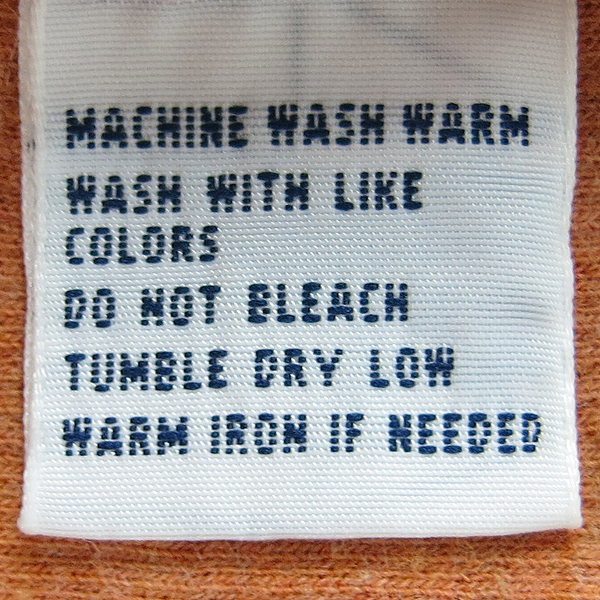 MACHINE WASH WARM
WASH WITH LIKE
COLORS
DO NOT BLEACH
TUMBLE DRY LOW
WARM IRON IF NEEDED